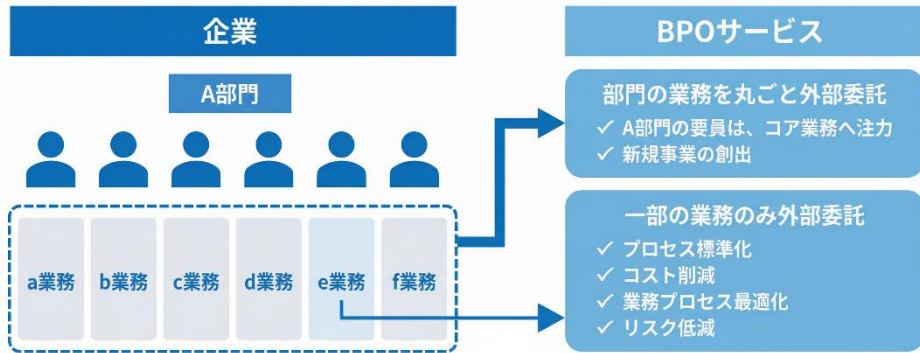 企業
A部門
a業務
b業務
c業務
d業務
e業務
f業務
BPOサービス
部門の業務を丸ごと外部委託
✓ A部門の要員は、コア業務へ注力
✓ 新規事業の創出
一部の業務のみ外部委託
✓ プロセス標準化
✓ コスト削減
✓ 業務プロセス最適化
✓ リスク低減